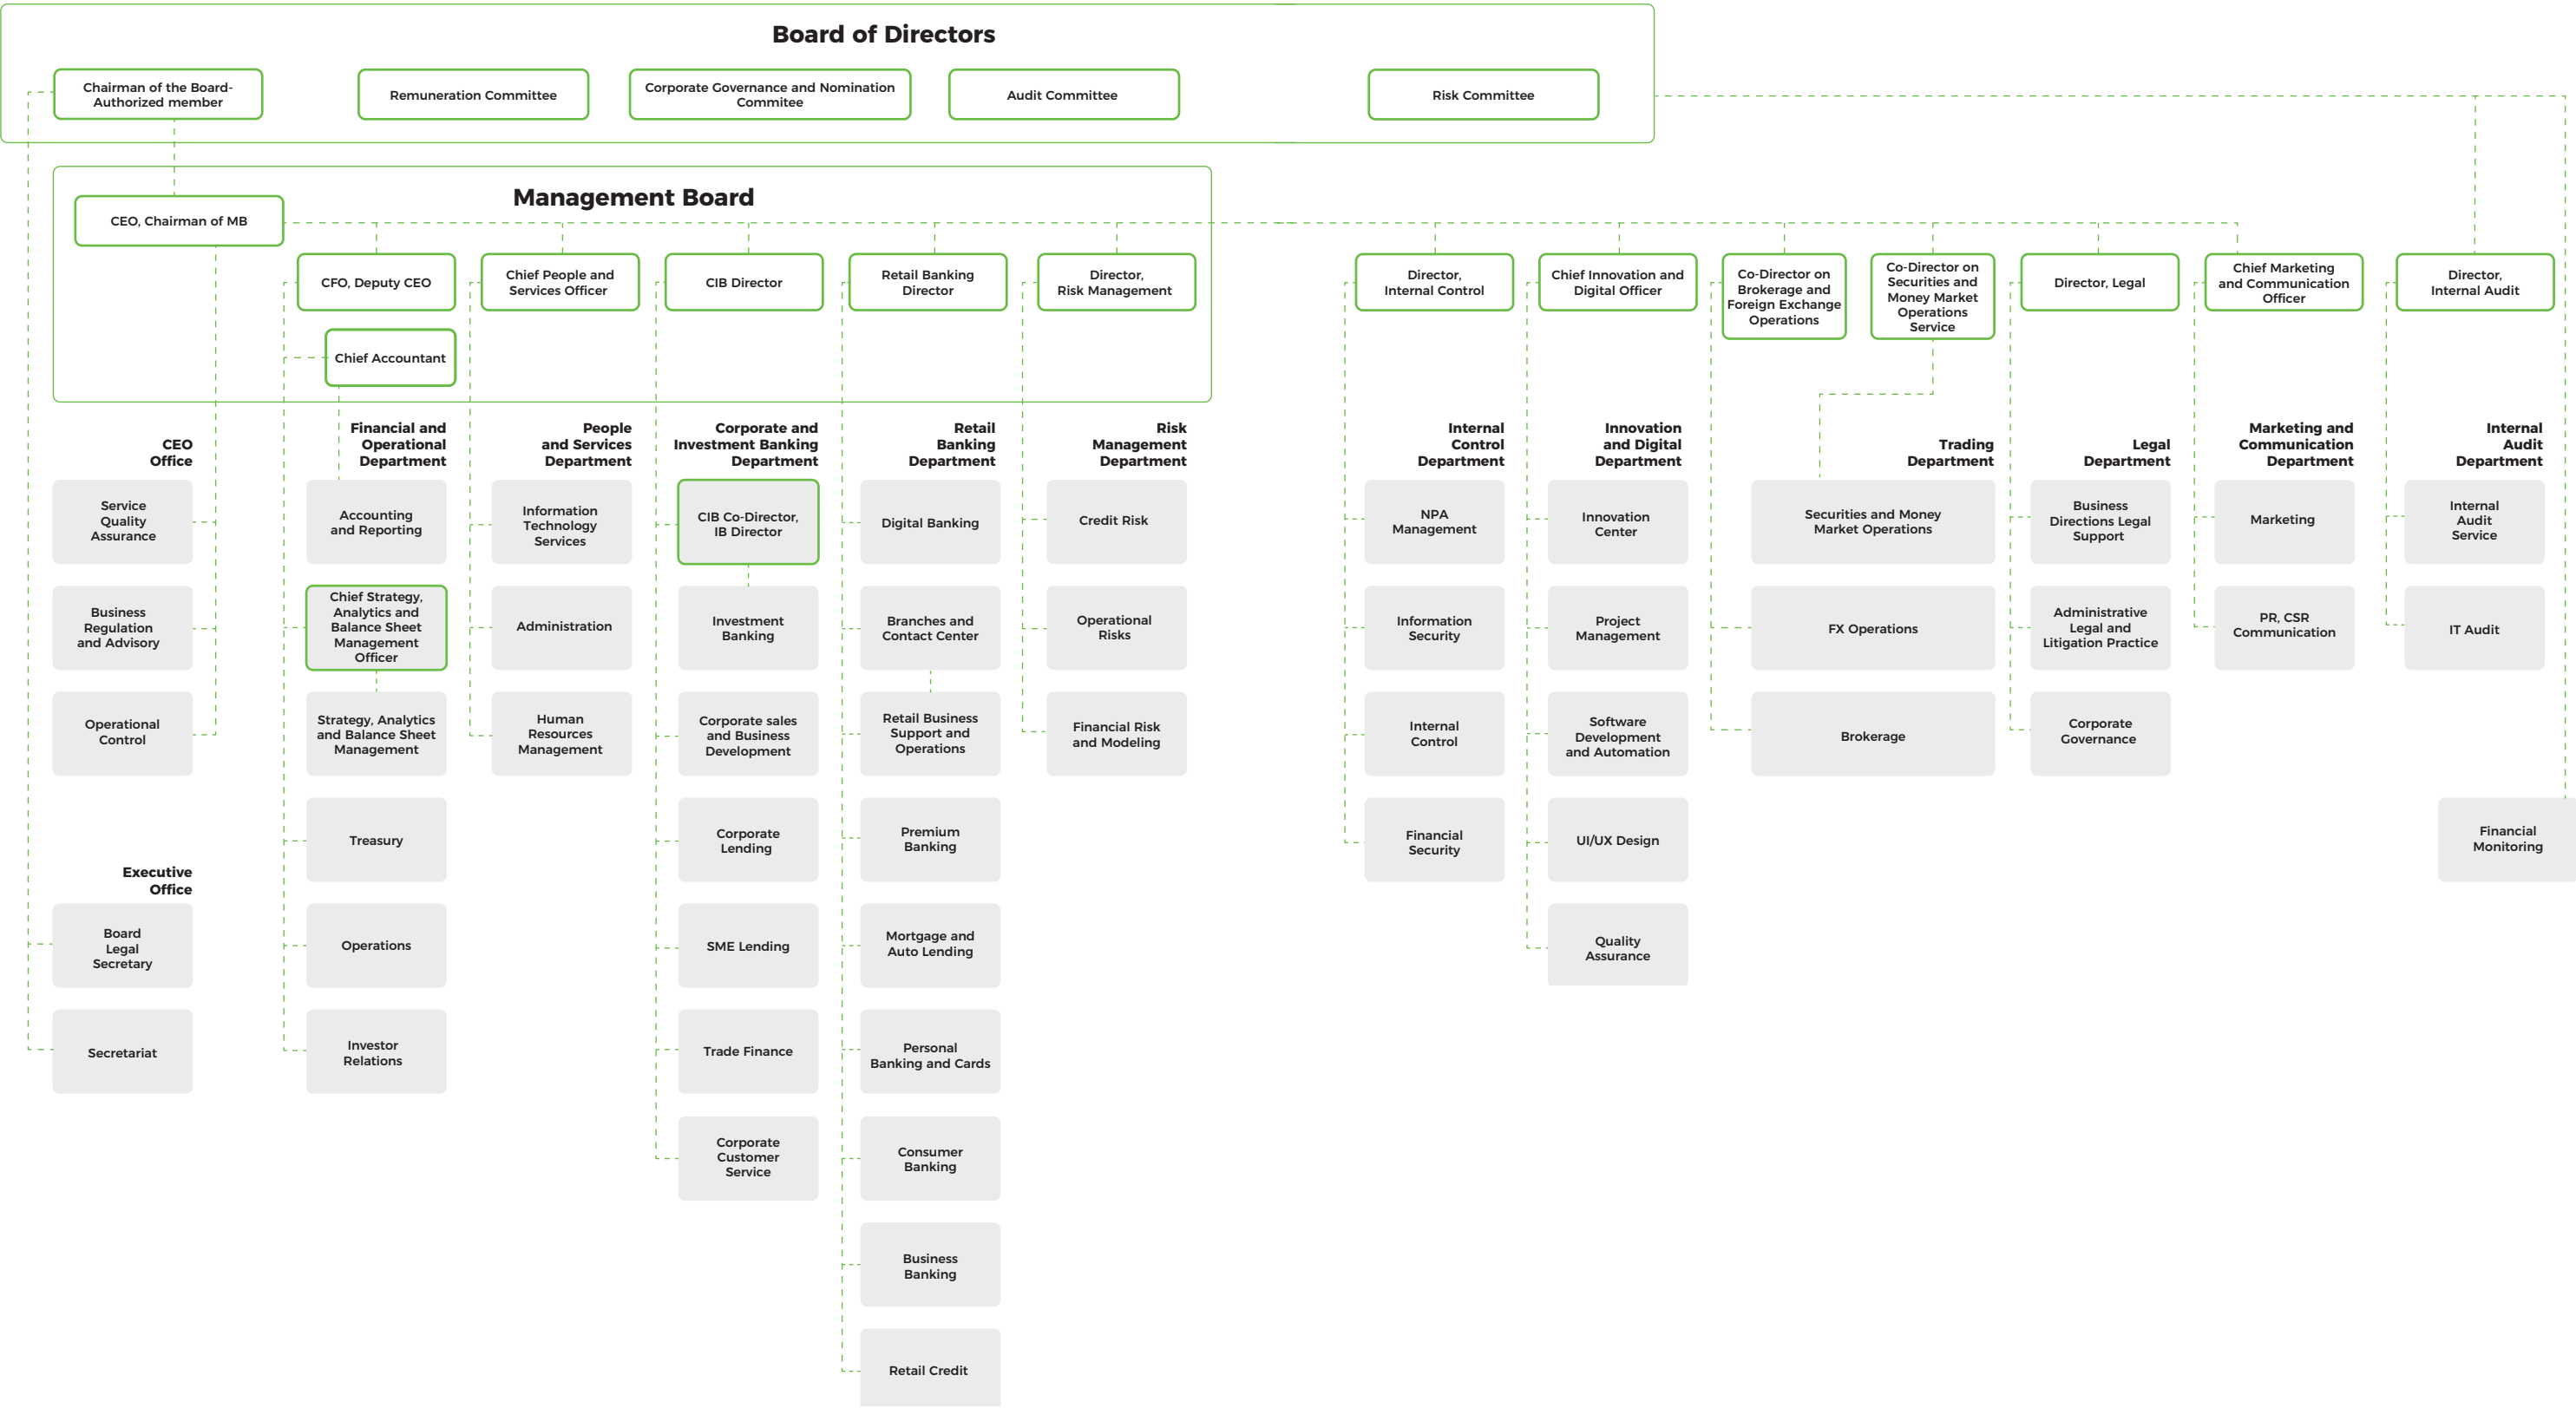 Board of Directors
Chairman of the Board-
Authorized member
Remuneration Committee
Corporate Governance and Nomination
Commitee
Audit Committee
Risk Committee
Management Board
CEO, Chairman of MB
CFO, Deputy CEO
Chief People and
Services Officer
CIB Director
Retail Banking
Director
Director,
Risk Management
Director,
Internal Control
Chief Innovation and
Digital Officer
Co-Director on
Brokerage and
Foreign Exchange
Operations
Co-Director on
Securities and
Money Market
Operations
Service
Director, Legal
Chief Marketing
and Communication
Officer
Director,
Internal Audit
Chief Accountant
CEO
Office
Service
Quality
Assurance
Business
Regulation
and Advisory
Operational
Control
Executive
Office
Board
Legal
Secretary
Secretariat
Financial and
Operational
Department
Accounting
and Reporting
Chief Strategy,
Analytics and
Balance Sheet
Management
Officer
Strategy, Analytics
and Balance Sheet
Management
Treasury
Operations
Investor
Relations
People
and Services
Department
Information
Technology
Services
Administration
Human
Resources
Management
Corporate and
Investment Banking
Department
CIB Co-Director,
IB Director
Investment
Banking
Corporate sales
and Business
Development
Corporate
Lending
SME Lending
Trade Finance
Corporate
Customer
Service
Retail
Banking
Department
Digital Banking
Branches and
Contact Center
Retail Business
Support and
Operations
Premium
Banking
Mortgage and
Auto Lending
Personal
Banking and Cards
Consumer
Banking
Business
Banking
Retail Credit
Risk
Management
Department
Credit Risk
Operational
Risks
Financial Risk
and Modeling
Internal
Control
Department
NPA
Management
Information
Security
Internal
Control
Financial
Security
Innovation
and Digital
Department
Innovation
Center
Project
Management
Software
Development
and Automation
UI/UX Design
Quality
Assurance
Trading
Department
Securities and Money
Market Operations
FX Operations
Brokerage
Legal
Department
Business
Directions Legal
Support
Administrative
Legal and
Litigation Practice
Corporate
Governance
Marketing and
Communication
Department
Marketing
PR, CSR
Communication
Internal
Audit
Department
Internal
Audit
Service
IT Audit
Financial
Monitoring